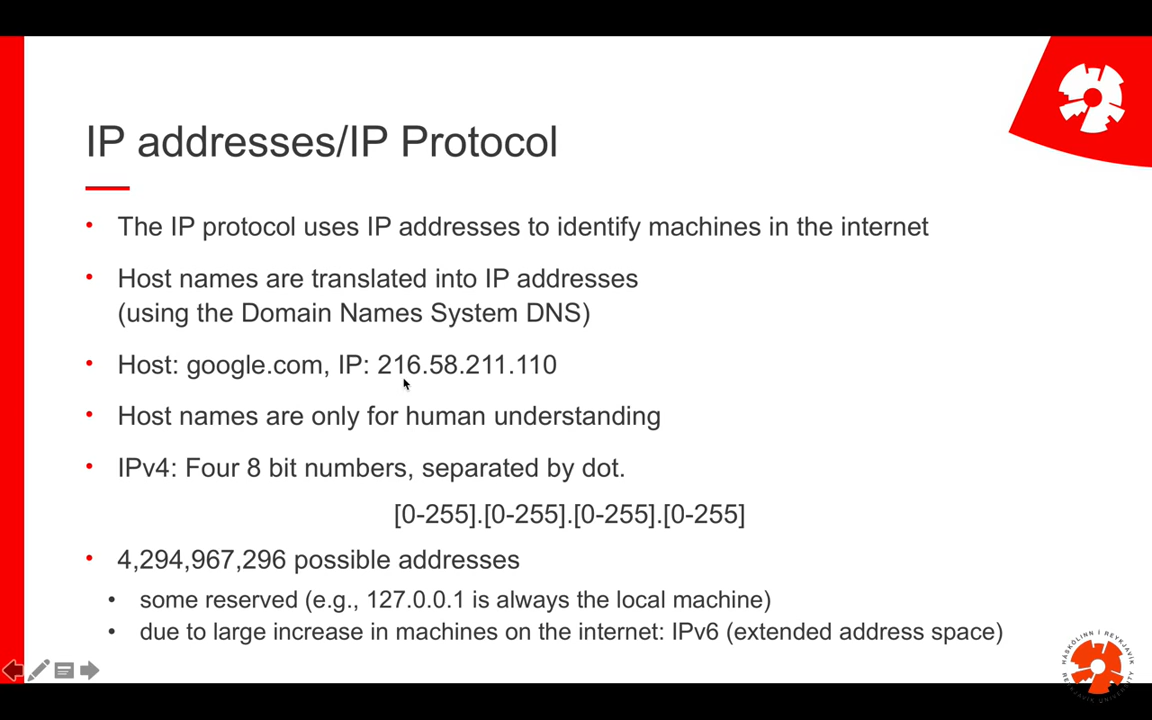 IP addresses/IP Protocol
• The IP protocol uses IP addresses to identify machines in the internet
• Host names are translated into IP addresses
(using the Domain Names System DNS)
• Host: google.com, IP: 216.58.211.110
• Host names are only for human understanding
• IPv4: Four 8 bit numbers, separated by dot.
[0-255].[0-255].[0-255].[0-255]
• 4,294,967,296 possible addresses
• some reserved (e.g., 127.0.0.1 is always the local machine)
• due to large increase in machines on the internet: IPv6 (extended address space)
HÁSKÓLINN Í REYKJAVÍK
REYKJAVIK UNIVERSITY